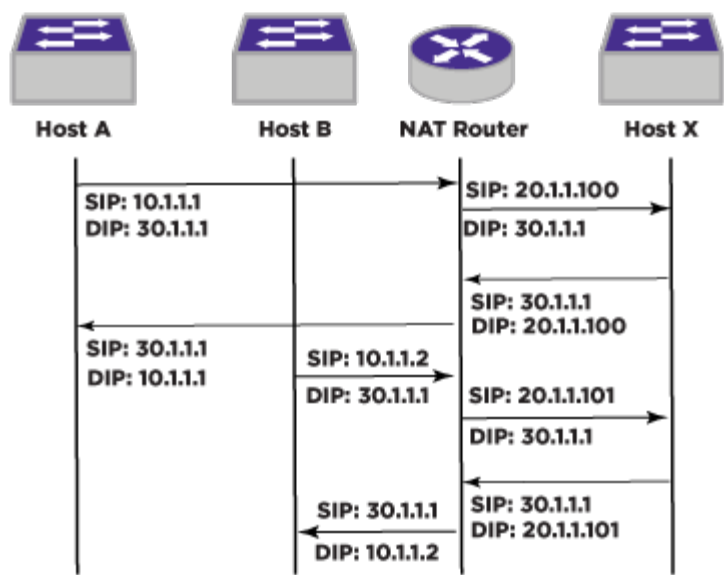 Host A
Host B
NAT Router
Host X
SIP: 10.1.1.1
DIP: 30.1.1.1
SIP: 20.1.1.100
DIP: 30.1.1.1
SIP: 30.1.1.1
DIP: 20.1.1.100
SIP: 30.1.1.1
DIP: 10.1.1.1
SIP: 10.1.1.2
DIP: 30.1.1.1
SIP: 20.1.1.101
DIP: 30.1.1.1
SIP: 30.1.1.1
DIP: 20.1.1.101
SIP: 30.1.1.1
DIP: 10.1.1.2